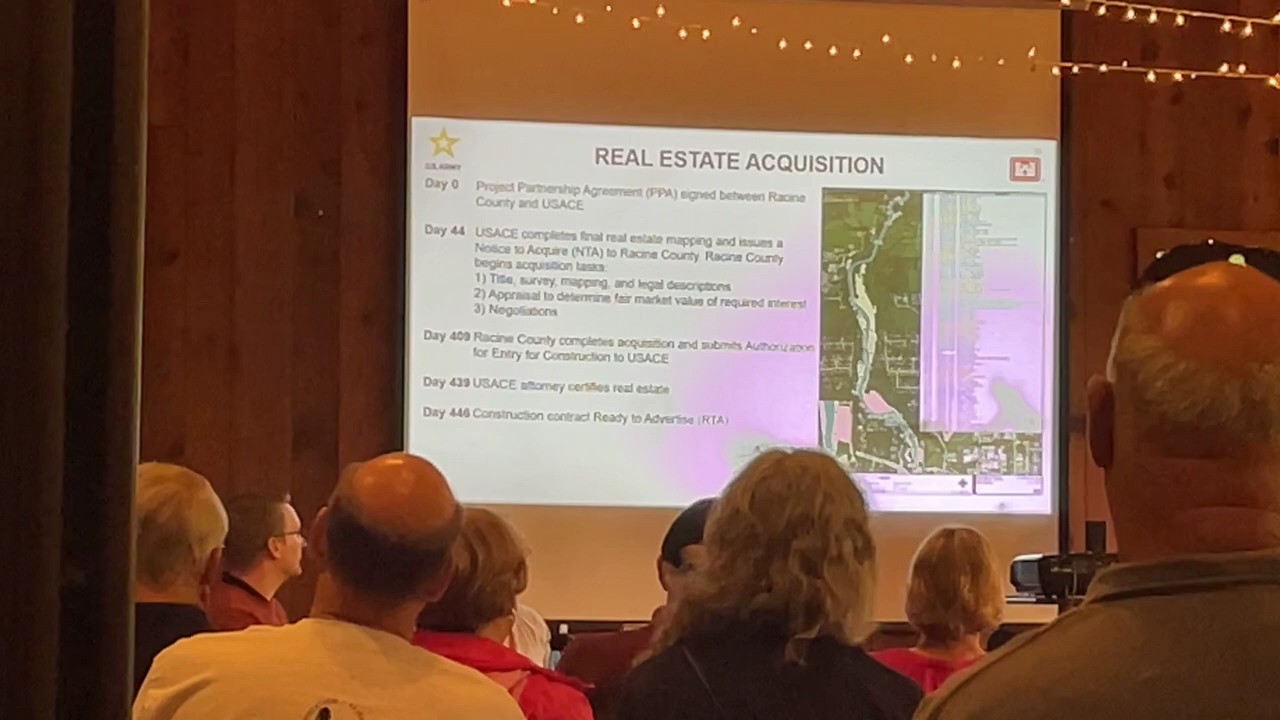 REAL ESTATE ACQUISITION
U.S. ARMY
Day 0 Project Partnership Agreement (PPA) signed between Racine
County and USACE
Day 44 USACE completes final real estate mapping and issues a
Notice to Acquire (NTA) to Racine County. Racine County
begins acquisition tasks:
1) Title, survey, mapping, and legal descriptions
2) Appraisal to determine fair market value of required interest
3) Negotiations
Day 409 Racine County completes acquisition and submits Authorization
for Entry for Construction to USACE
Day 439 USACE attorney certifies real estate
Day 446 Construction contract Ready to Advertise (RTA)